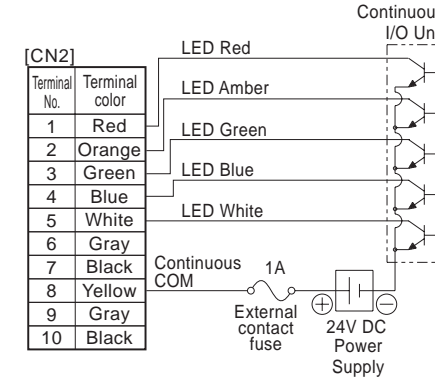 Continuou
I/O Un
[CN2]
Terminal No. Terminal color
1 Red
2 Orange
3 Green
4 Blue
5 White
6 Gray
7 Black
8 Yellow
9 Gray
10 Black
LED Red
LED Amber
LED Green
LED Blue
LED White
Continuous
COM
1A
External
contact
fuse
+
−
24V DC
Power
Supply